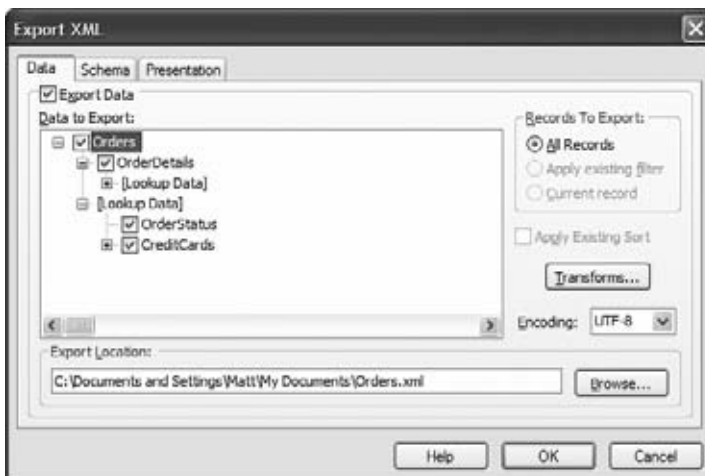 Export XML
Data
Schema
Presentation
Export Data
Data to Export:
Orders
OrderDetails
[Lookup Data]
[Lookup Data]
OrderStatus
CreditCards
Records To Export:
All Records
Apply existing filter
Current record
Apply Existing Sort
Transforms...
Encoding:
UTF-8
Export Location:
C:\Documents and Settings\Matt\My Documents\Orders.xml
Browse...
Help
OK
Cancel